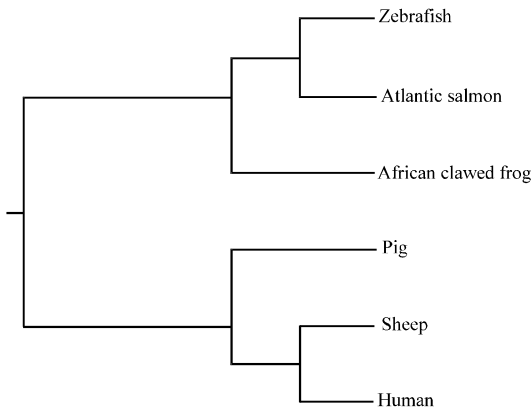 Zebrafish
Atlantic salmon
African clawed frog
Pig
Sheep
Human